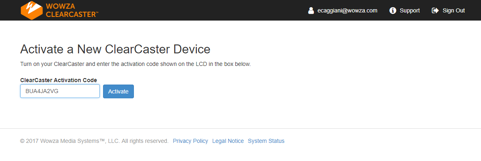 WOWZA
CLEARCASTER™
ecaggiani@wowza.com Support Sign Out
Activate a New ClearCaster Device
Turn on your ClearCaster and enter the activation code shown on the LCD in the box below.
ClearCaster Activation Code
BUA4JA2VG Activate
© 2017 Wowza Media Systems™, LLC. All rights reserved. Privacy Policy Legal Notice System Status